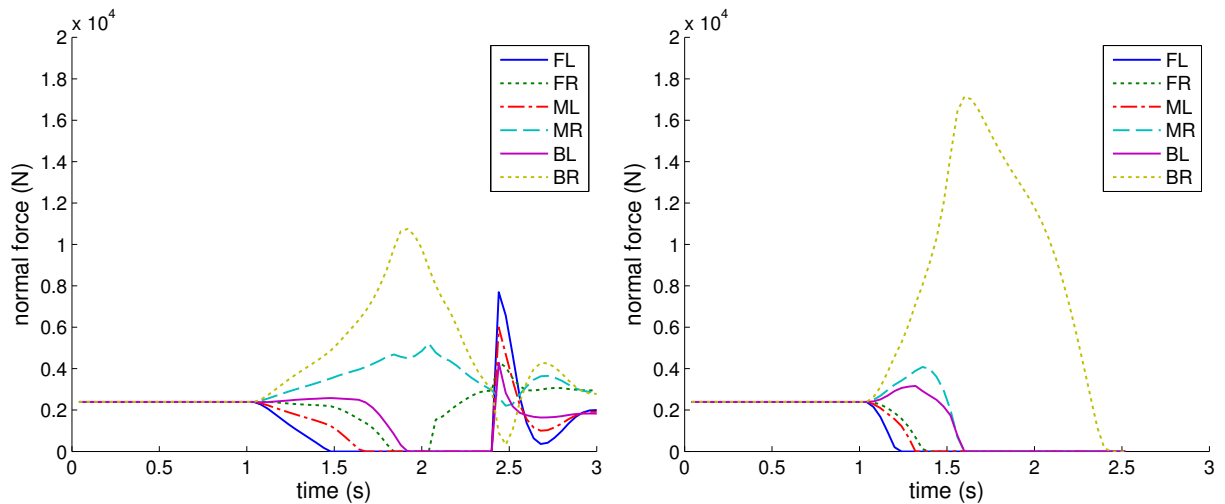 x 10⁴
2
1.8
1.6
1.4
1.2
1
0.8
0.6
0.4
0.2
0
normal force (N)
0 0.5 1 1.5 2 2.5 3
time (s)
FL
FR
ML
MR
BL
BR
x 10⁴
2
1.8
1.6
1.4
1.2
1
0.8
0.6
0.4
0.2
0
normal force (N)
0 0.5 1 1.5 2 2.5 3
time (s)
FL
FR
ML
MR
BL
BR